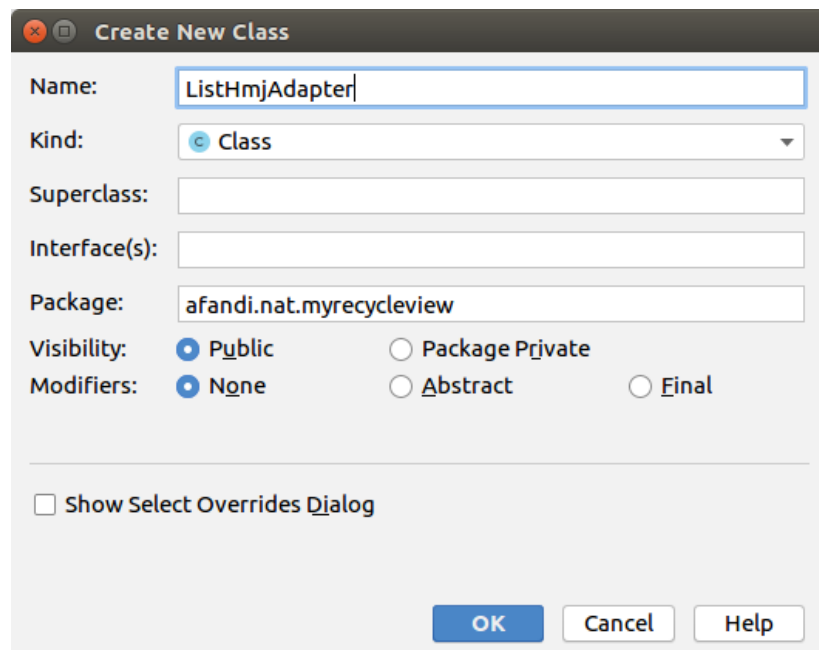 Create New Class
Name: ListHmjAdapter
Kind: C Class
Superclass:
Interface(s):
Package: afandi.nat.myrecycleview
Visibility: Public Package Private
Modifiers: None Abstract Final
Show Select Overrides Dialog
OK Cancel Help